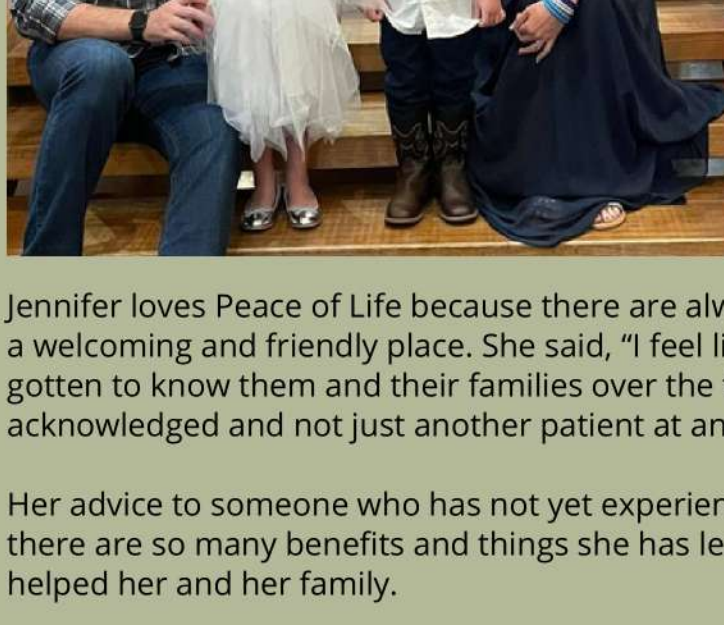 Jennifer loves Peace of Life because there are alw
a welcoming and friendly place. She said, “I feel li
gotten to know them and their families over the
acknowledged and not just another patient at an
Her advice to someone who has not yet experien
there are so many benefits and things she has le
helped her and her family.